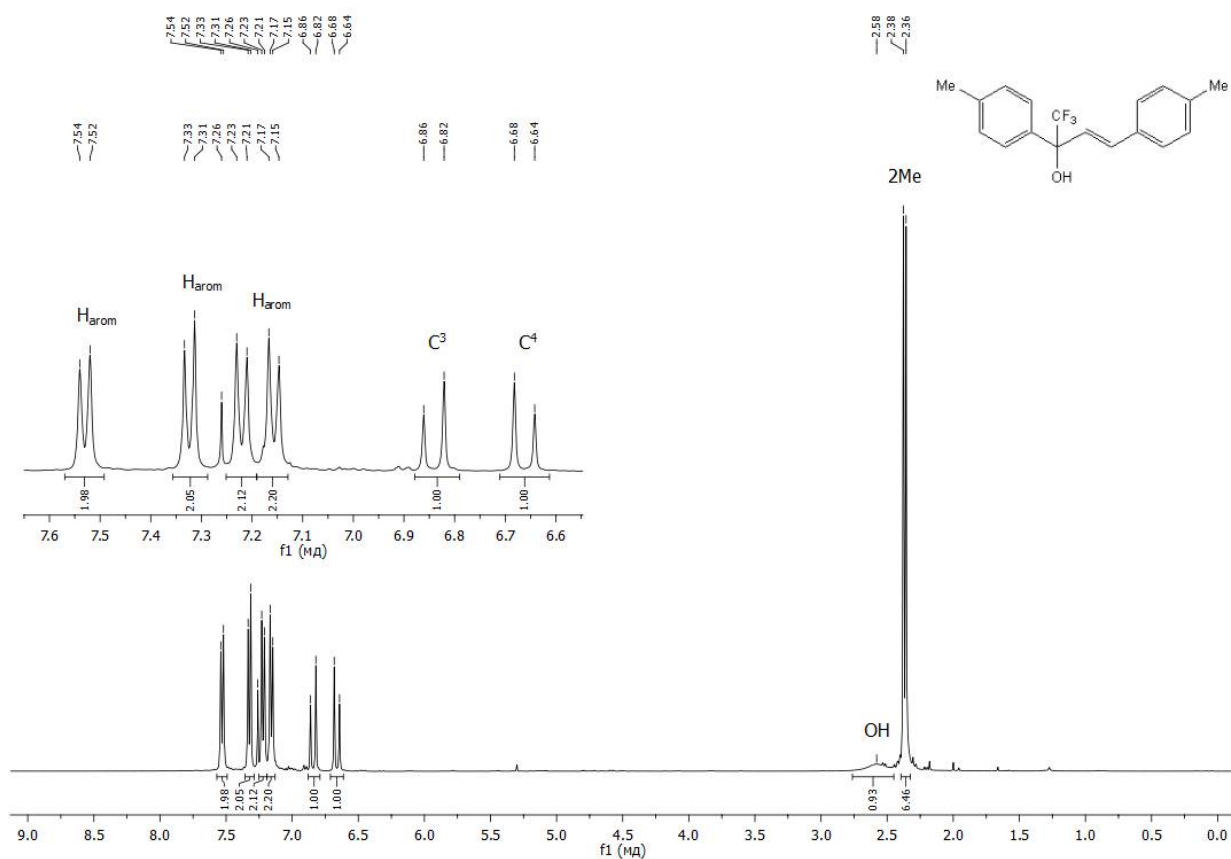 7.54 7.52 7.33 7.31 7.26 7.23 7.21 7.17 7.15 6.86 6.82 6.68 6.64
2.58 2.38 2.36
7.54 7.52 7.33 7.31 7.26 7.23 7.21 7.17 7.15 6.86 6.82 6.68 6.64
Me
CF3
OH
Me
2Me
Harom
Harom
Harom
C3
C4
1.98 2.05 2.12 2.20 1.00 1.00
7.6 7.5 7.4 7.3 7.2 7.1 7.0 6.9 6.8 6.7 6.6
f1 (мд)
OH
1.98 2.05 2.12 2.20 1.00 1.00 0.93 6.46
9.0 8.5 8.0 7.5 7.0 6.5 6.0 5.5 5.0 4.5 4.0 3.5 3.0 2.5 2.0 1.5 1.0 0.5 0.0
f1 (мд)